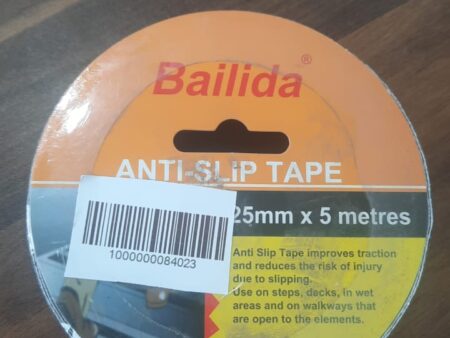 Bailida®
ANTI-SLIP TAPE
25mm x 5 metres
1000000084023
Anti Slip Tape improves traction
and reduces the risk of injury
due to slipping.
Use on steps, decks, in wet
areas and on walkways that
are open to the elements.